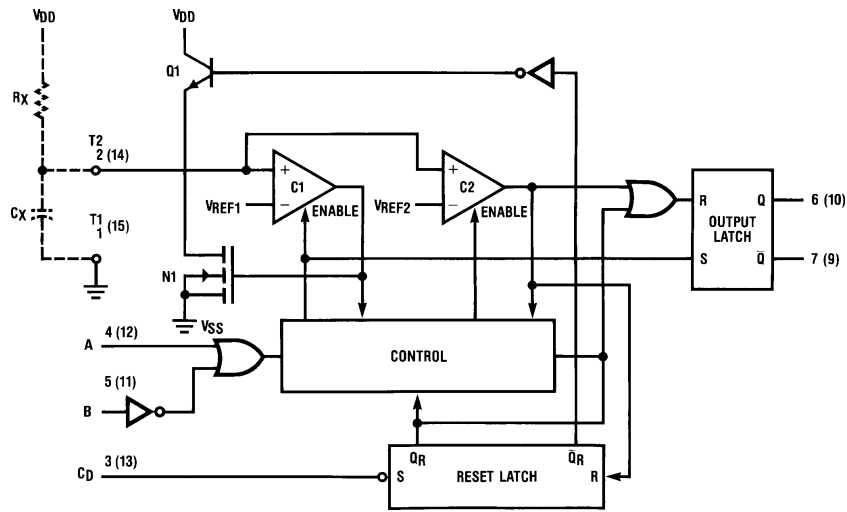 VDD
VDD
Q1
RX
T2
2 (14)
CX
T1
1 (15)
+
C1
−
VREF1
ENABLE
+
C2
−
VREF2
ENABLE
R
Q
6 (10)
OUTPUT
LATCH
S
Q̅
7 (9)
N1
VSS
4 (12)
A
CONTROL
5 (11)
B
3 (13)
CD
S
QR
RESET LATCH
Q̅R
R